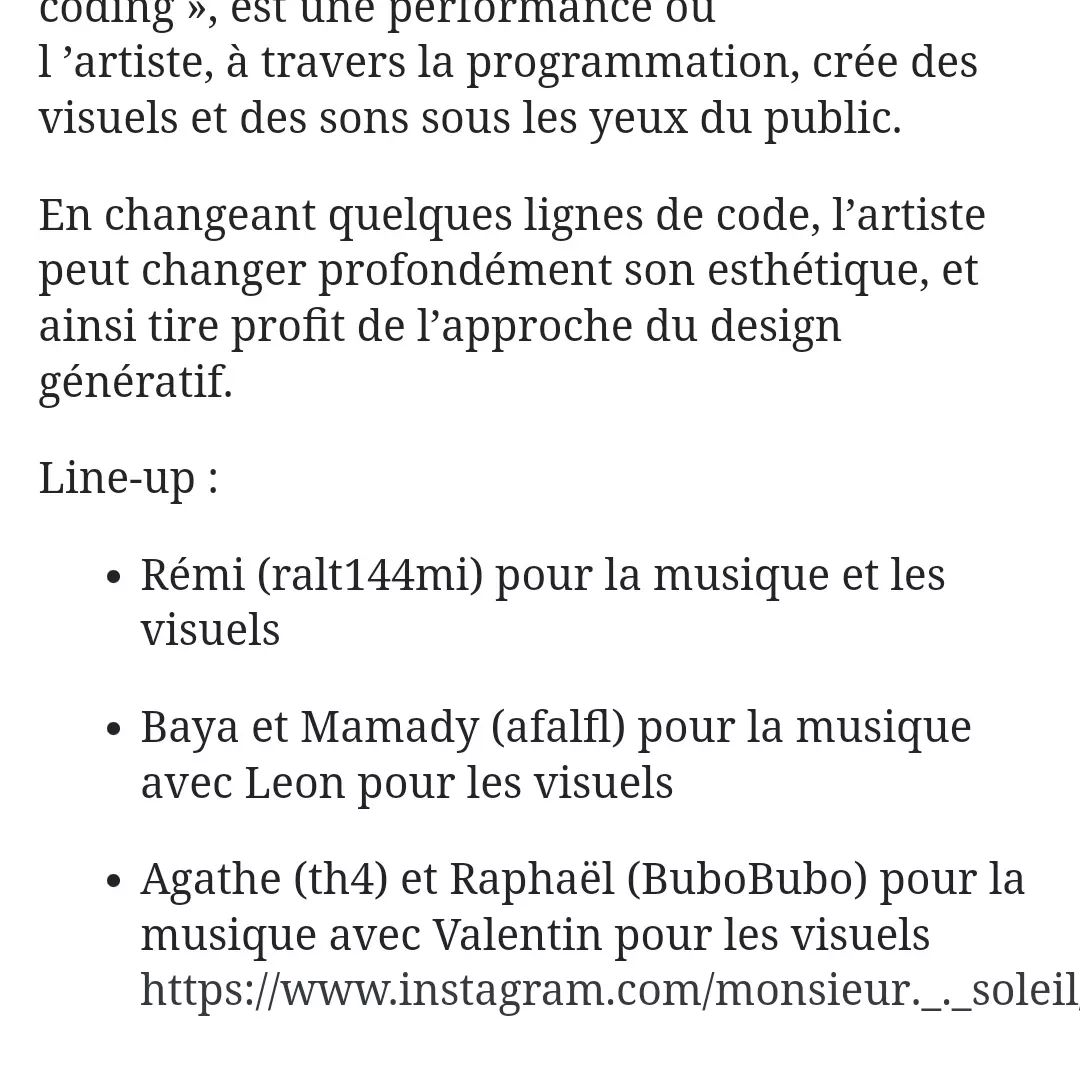 coding », est une performance où
l ’artiste, à travers la programmation, crée des
visuels et des sons sous les yeux du public.
En changeant quelques lignes de code, l’artiste
peut changer profondément son esthétique, et
ainsi tire profit de l’approche du design
génératif.
Line-up :
• Rémi (ralt144mi) pour la musique et les
visuels
• Baya et Mamady (afalfl) pour la musique
avec Leon pour les visuels
• Agathe (th4) et Raphaël (BuboBubo) pour la
musique avec Valentin pour les visuels
https://www.instagram.com/monsieur._._soleil